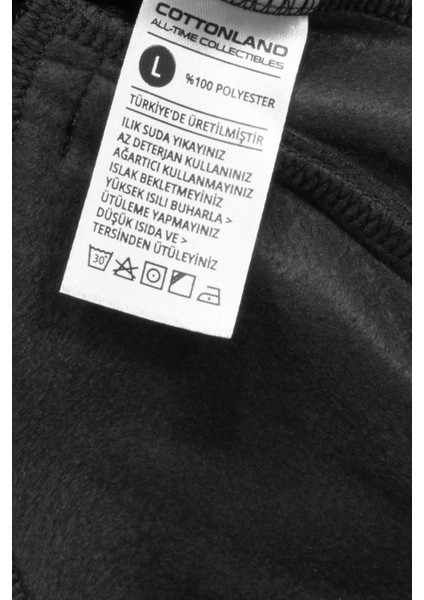 COTTONLAND
ALL-TIME COLLECTIBLES
L
%100 POLYESTER
TÜRKİYE'DE ÜRETİLMİŞTİR
ILIK SUDA YIKAYINIZ
AZ DETERJAN KULLANINIZ
AĞARTICI KULLANMAYINIZ
ISLAK BEKLETMEYİNİZ
YÜKSEK ISILI BUHARLA >
ÜTÜLEME YAPMAYINIZ
DÜŞÜK ISIDA VE >
TERSİNDEN ÜTÜLEYİNİZ
30°